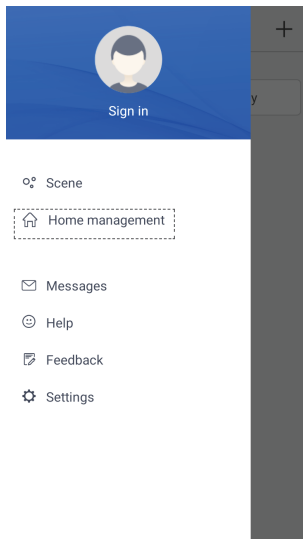 Sign in
y
Scene
Home management
Messages
Help
Feedback
Settings